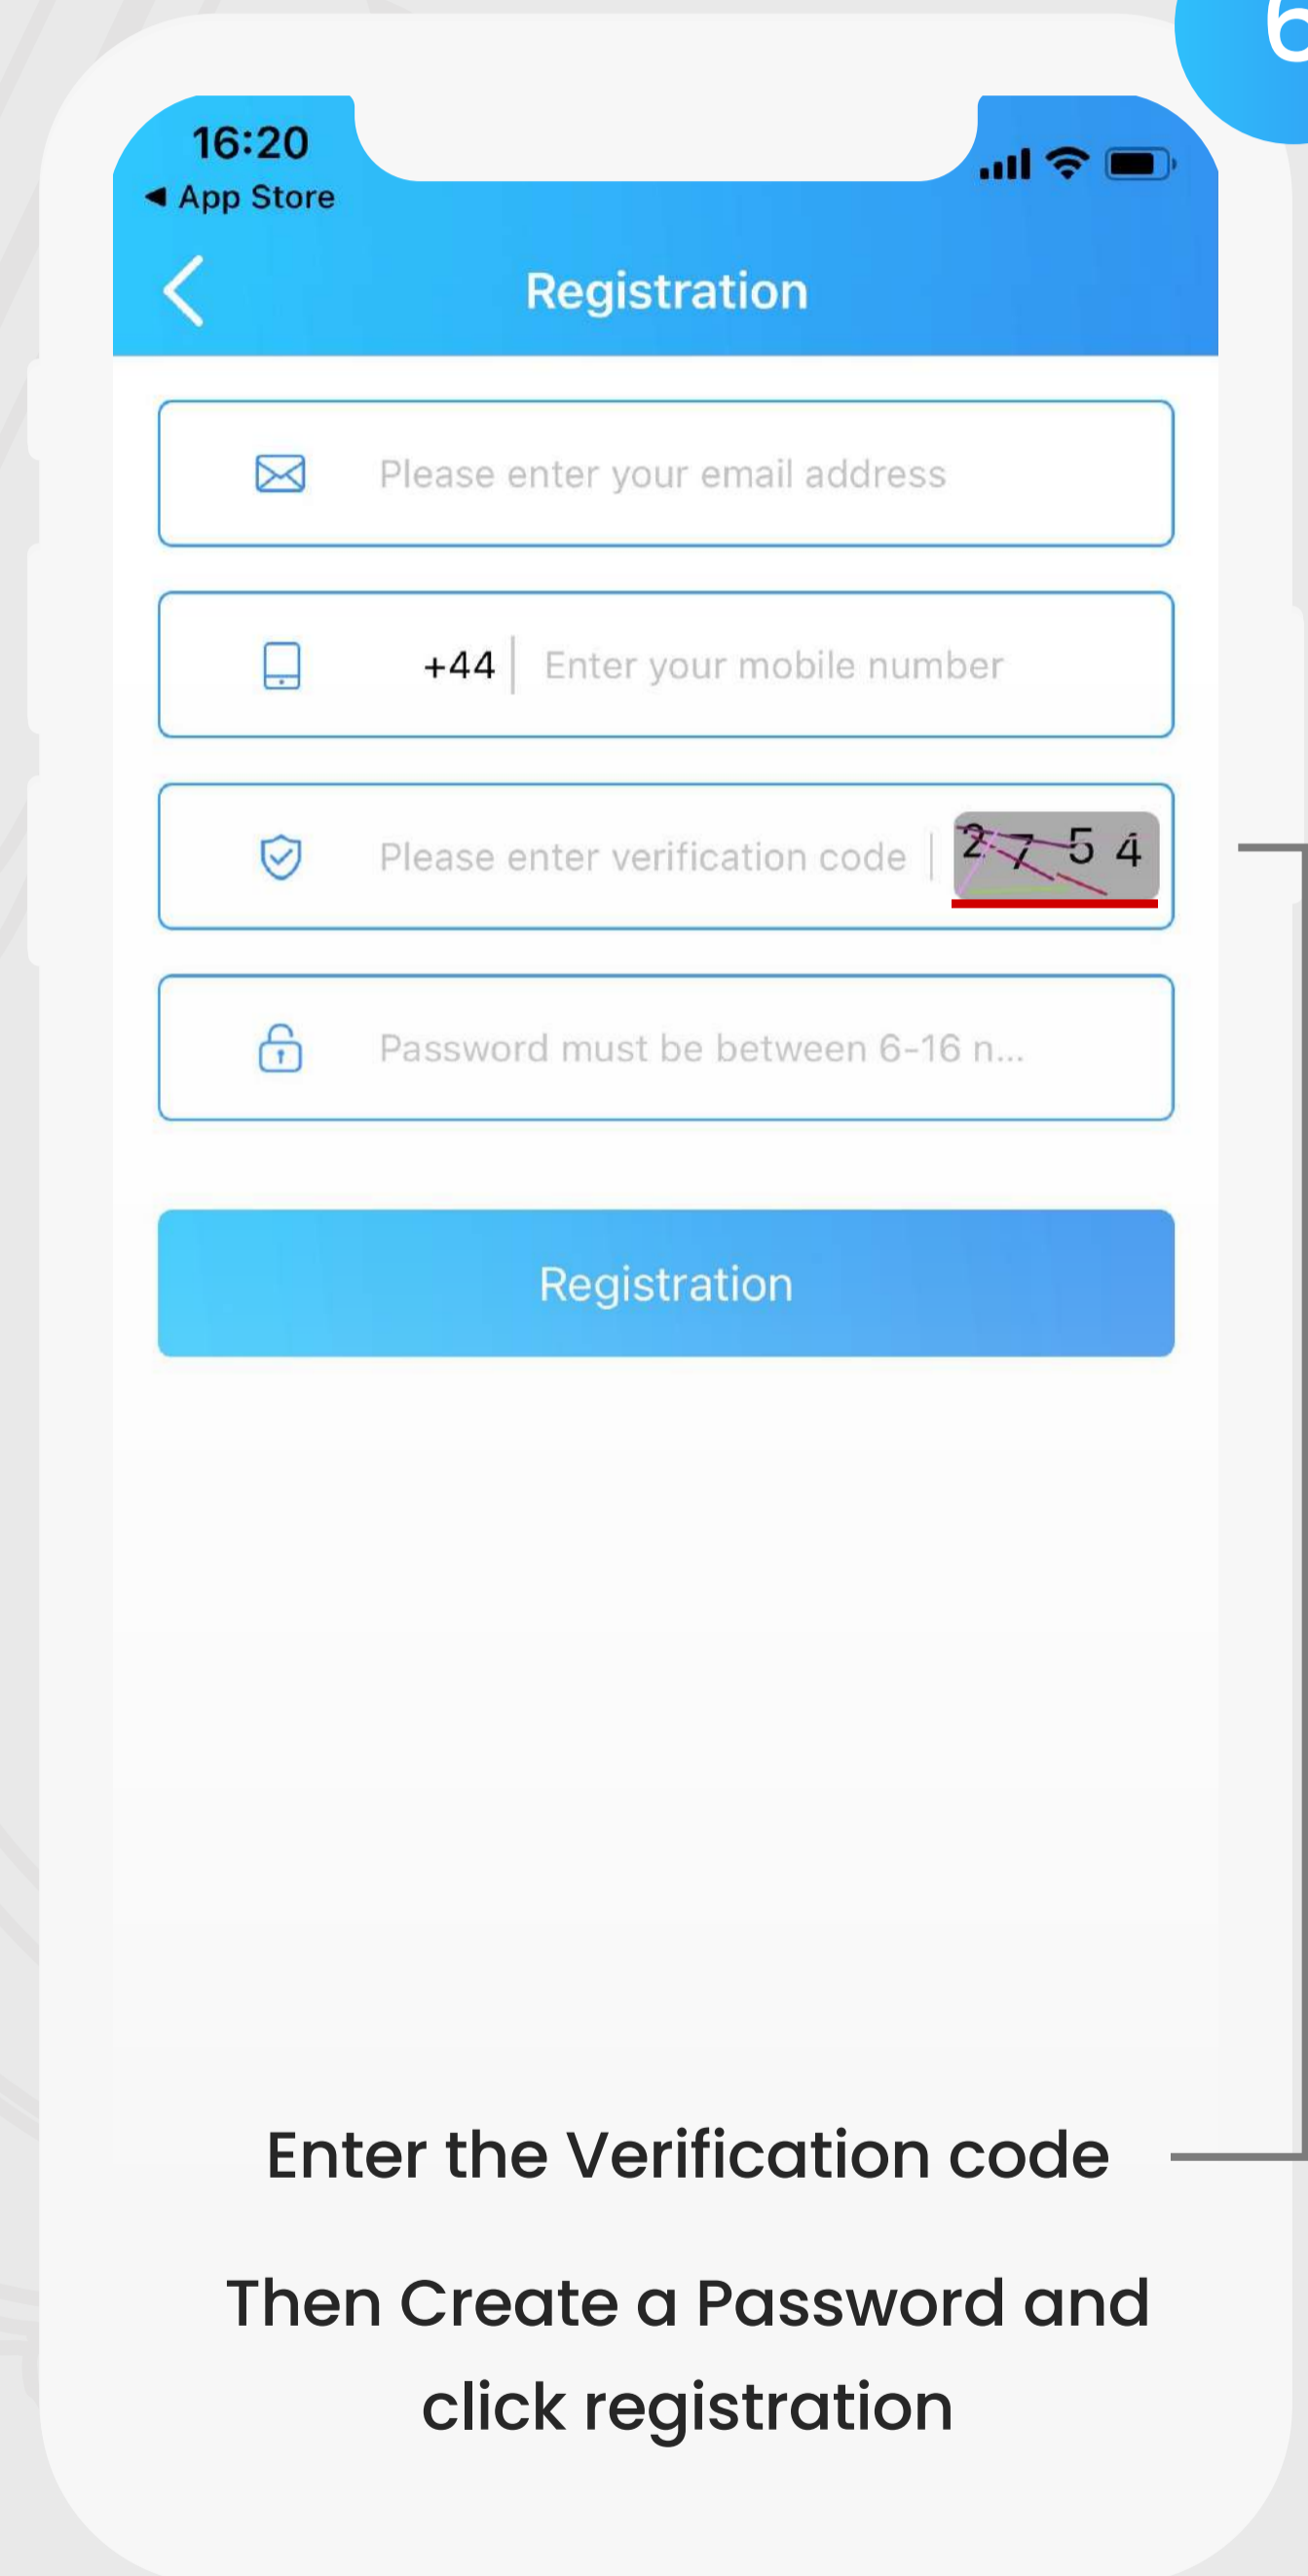 6
16:20
◀ App Store
Registration
Please enter your email address
+44 Enter your mobile number
Please enter verification code 2 7 5 4
Password must be between 6-16 n...
Registration
Enter the Verification code
Then Create a Password and
click registration